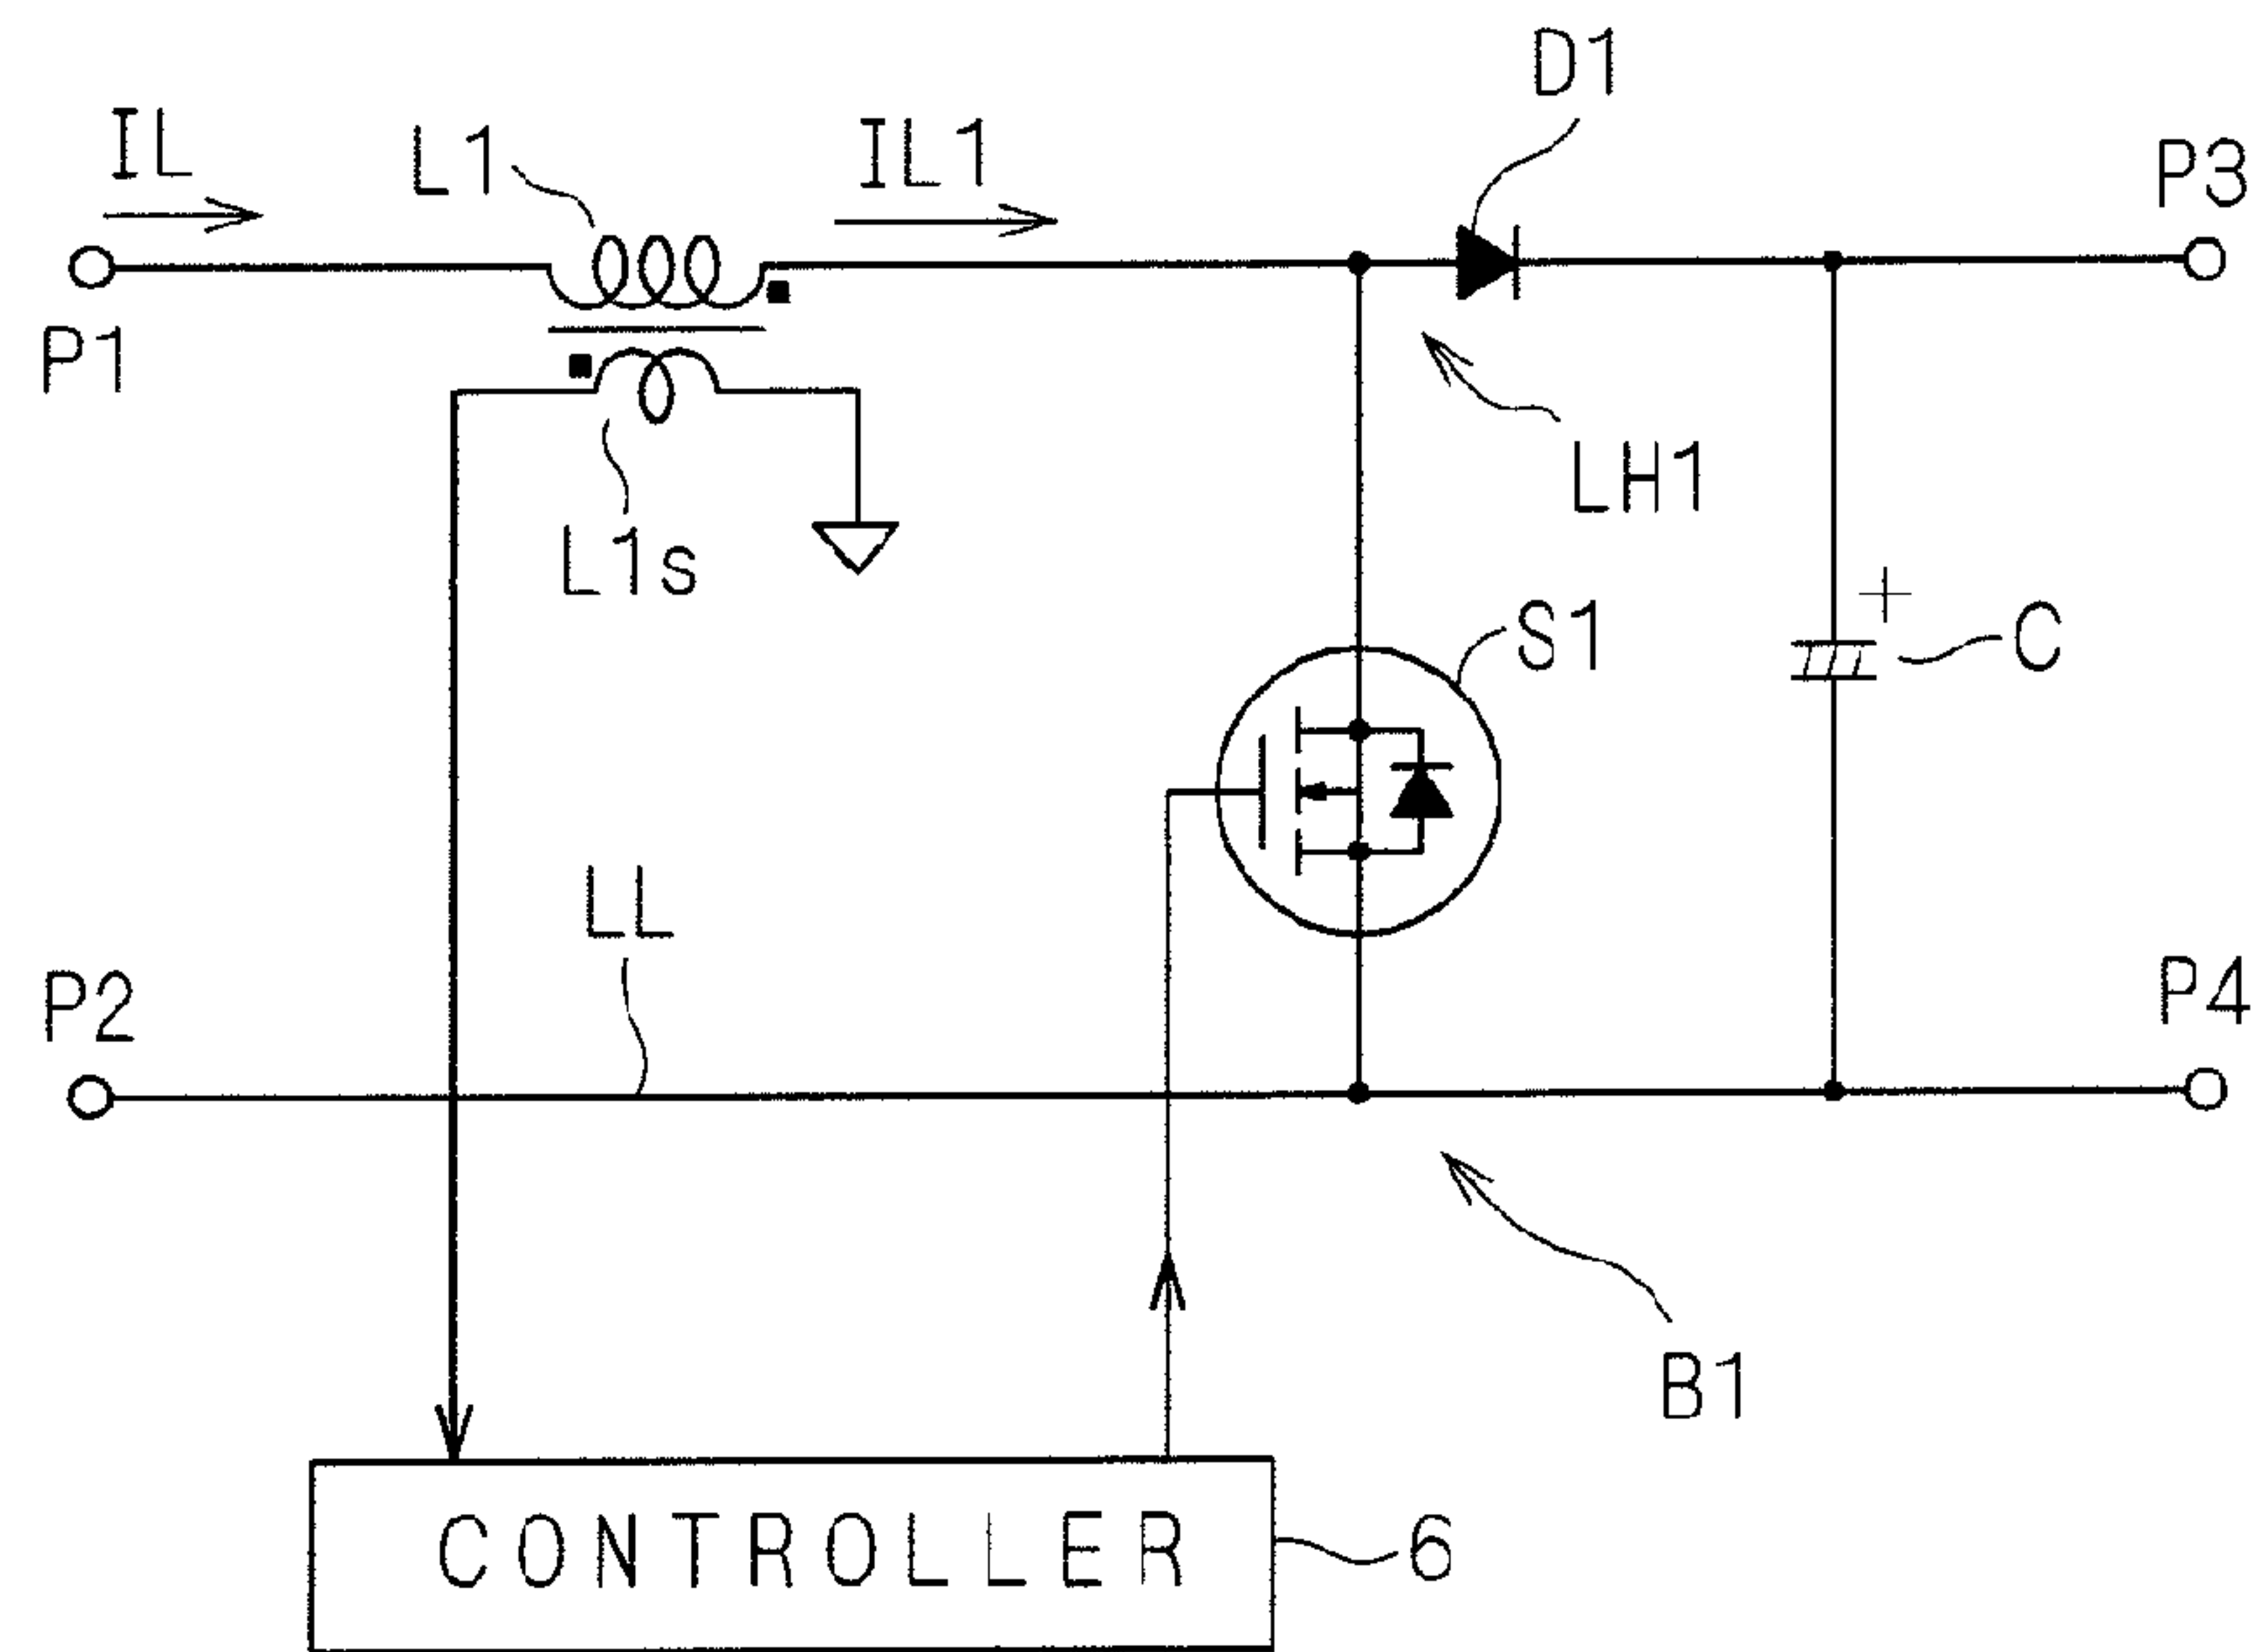 D1
IL
L1
IL1
P3
P1
LH1
L1s
S1
+
C
LL
P2
P4
B1
CONTROLLER
6